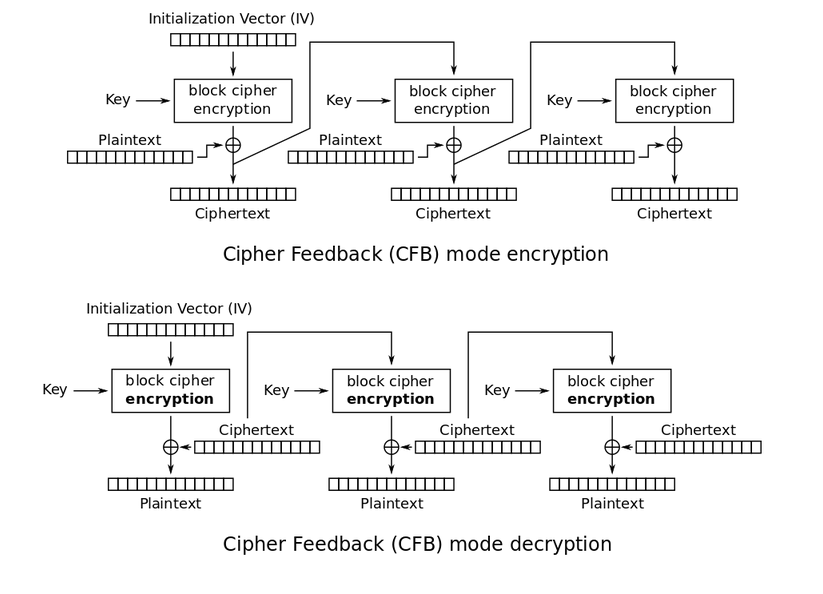 Initialization Vector (IV)
block cipher
encryption
Key
Plaintext
Ciphertext
block cipher
encryption
Key
Plaintext
Ciphertext
block cipher
encryption
Key
Plaintext
Ciphertext
Cipher Feedback (CFB) mode encryption
Initialization Vector (IV)
block cipher
encryption
Key
Ciphertext
Plaintext
block cipher
encryption
Key
Ciphertext
Plaintext
block cipher
encryption
Key
Ciphertext
Plaintext
Cipher Feedback (CFB) mode decryption